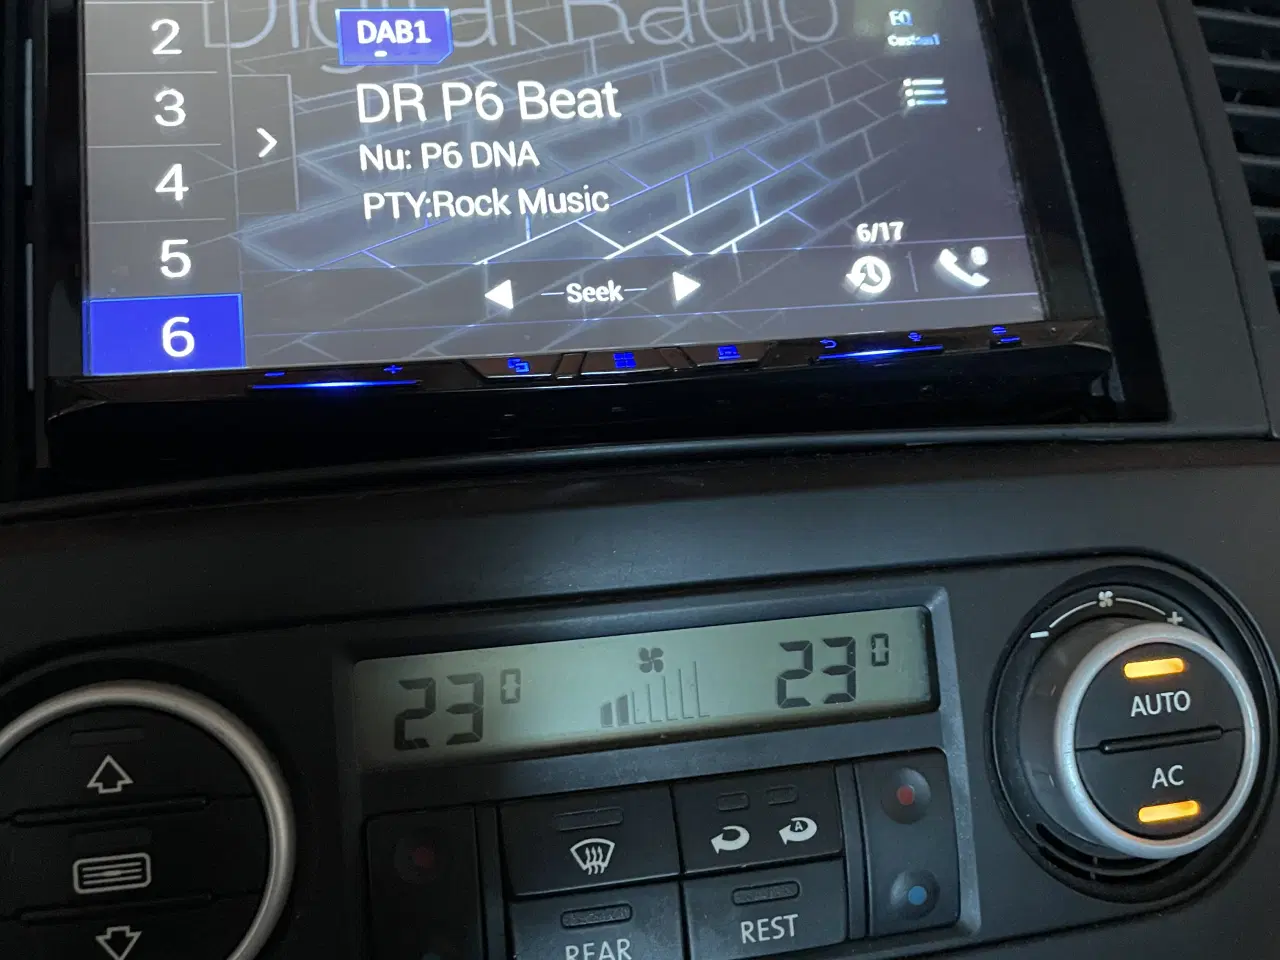 Digital Radio
EQ
Custom1
DAB1
2
3
4
5
6
DR P6 Beat
Nu: P6 DNA
PTY:Rock Music
6/17
Seek
- +
23° 23°
- +
AUTO
AC
A
REAR
REST